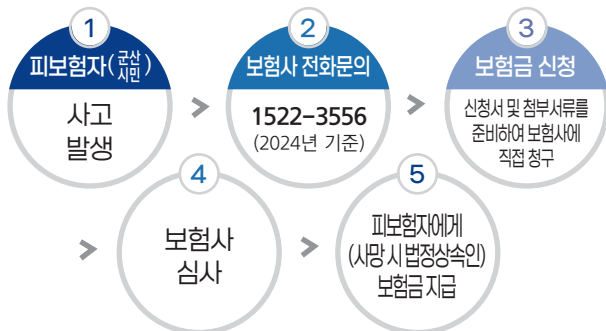 1
피보험자(군산시민)
사고
발생
2
보험사 전화문의
1522-3556
(2024년 기준)
3
보험금 신청
신청서 및 첨부서류를
준비하여 보험사에
직접 청구
4
보험사
심사
5
피보험자에게
(사망 시 법정상속인)
보험금 지급